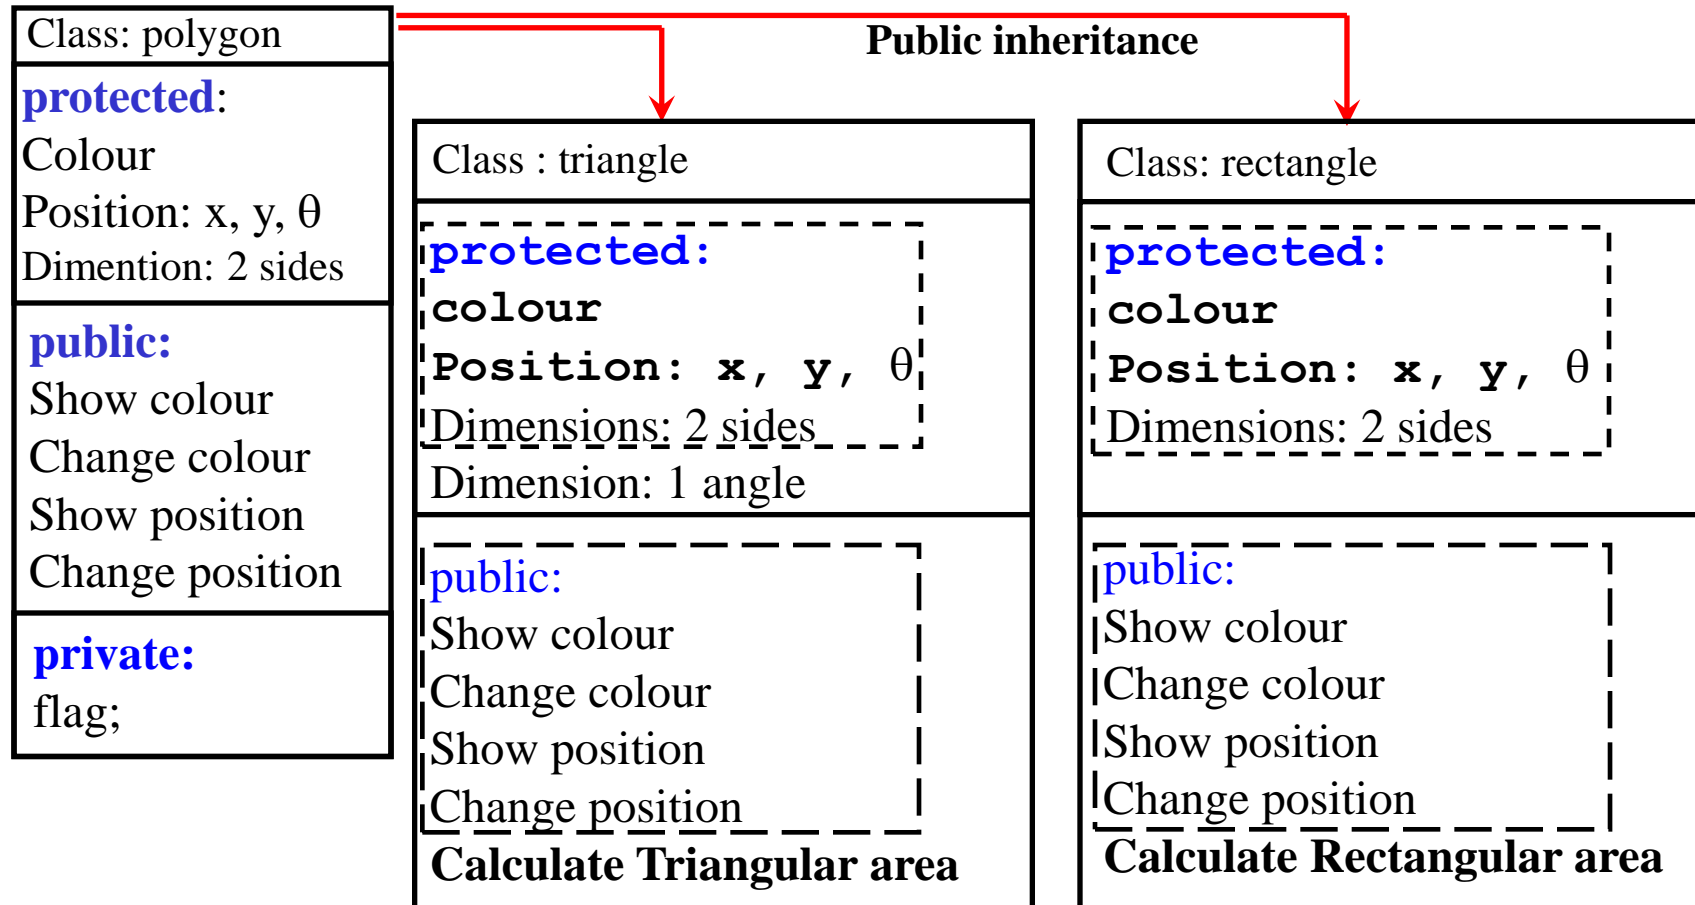 Class: polygon
protected:
Colour
Position: x, y, θ
Dimention: 2 sides
public:
Show colour
Change colour
Show position
Change position
private:
flag;
Public inheritance
Class : triangle
protected:
colour
Position: x, y, θ
Dimensions: 2 sides
Dimension: 1 angle
public:
Show colour
Change colour
Show position
Change position
Calculate Triangular area
Class: rectangle
protected:
colour
Position: x, y, θ
Dimensions: 2 sides
public:
Show colour
Change colour
Show position
Change position
Calculate Rectangular area